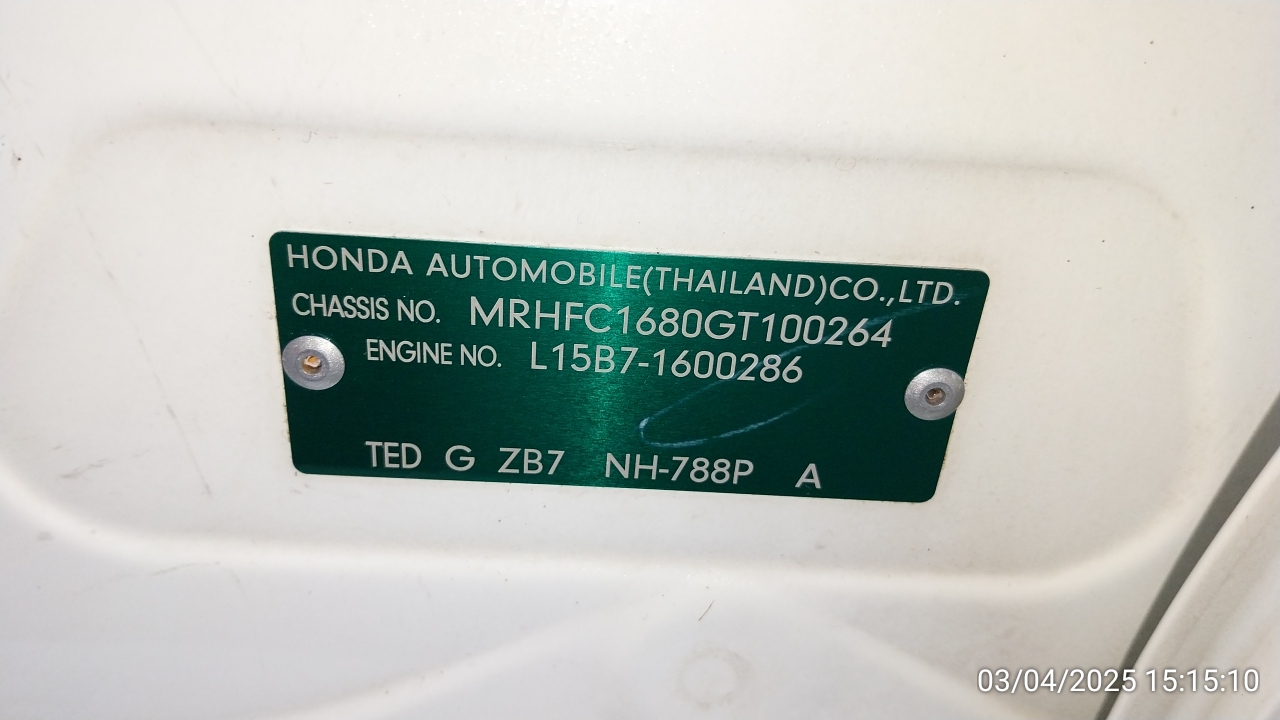 HONDA AUTOMOBILE(THAILAND)CO.,LTD.
CHASSIS NO. MRHFC1680GT100264
ENGINE NO. L15B7-1600286
TED G ZB7 NH-788P A
03/04/2025 15:15:10